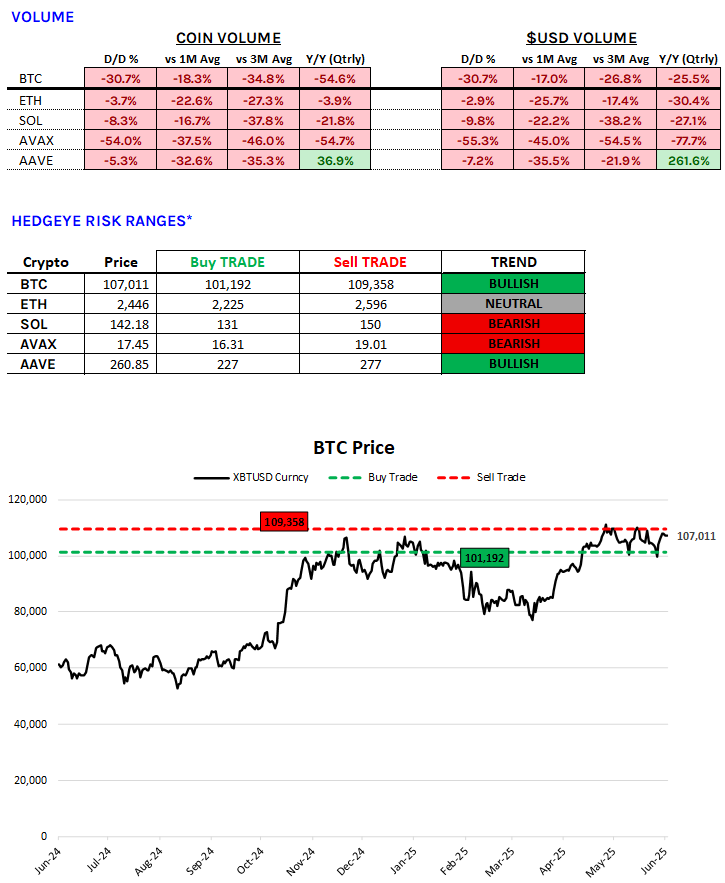 VOLUME
COIN VOLUME $USD VOLUME
D/D % vs 1M Avg vs 3M Avg Y/Y (Qtrly) D/D % vs 1M Avg vs 3M Avg Y/Y (Qtrly)
BTC -30.7% -18.3% -34.8% -54.6% -30.7% -17.0% -26.8% -25.5%
ETH -3.7% -22.6% -27.3% -3.9% -2.9% -25.7% -17.4% -30.4%
SOL -8.3% -16.7% -37.8% -21.8% -9.8% -22.2% -38.2% -27.1%
AVAX -54.0% -37.5% -46.0% -54.7% -55.3% -45.0% -54.5% -77.7%
AAVE -5.3% -32.6% -35.3% 36.9% -7.2% -35.5% -21.9% 261.6%
HEDGEYE RISK RANGES*
Crypto Price Buy TRADE Sell TRADE TREND
BTC 107,011 101,192 109,358 BULLISH
ETH 2,446 2,225 2,596 NEUTRAL
SOL 142.18 131 150 BEARISH
AVAX 17.45 16.31 19.01 BEARISH
AAVE 260.85 227 277 BULLISH
BTC Price
XBTUSD Curncy Buy Trade Sell Trade
120,000
109,358
107,011
100,000
101,192
80,000
60,000
40,000
20,000
0
Jun-24 Jul-24 Aug-24 Sep-24 Oct-24 Nov-24 Dec-24 Jan-25 Feb-25 Mar-25 Apr-25 May-25 Jun-25